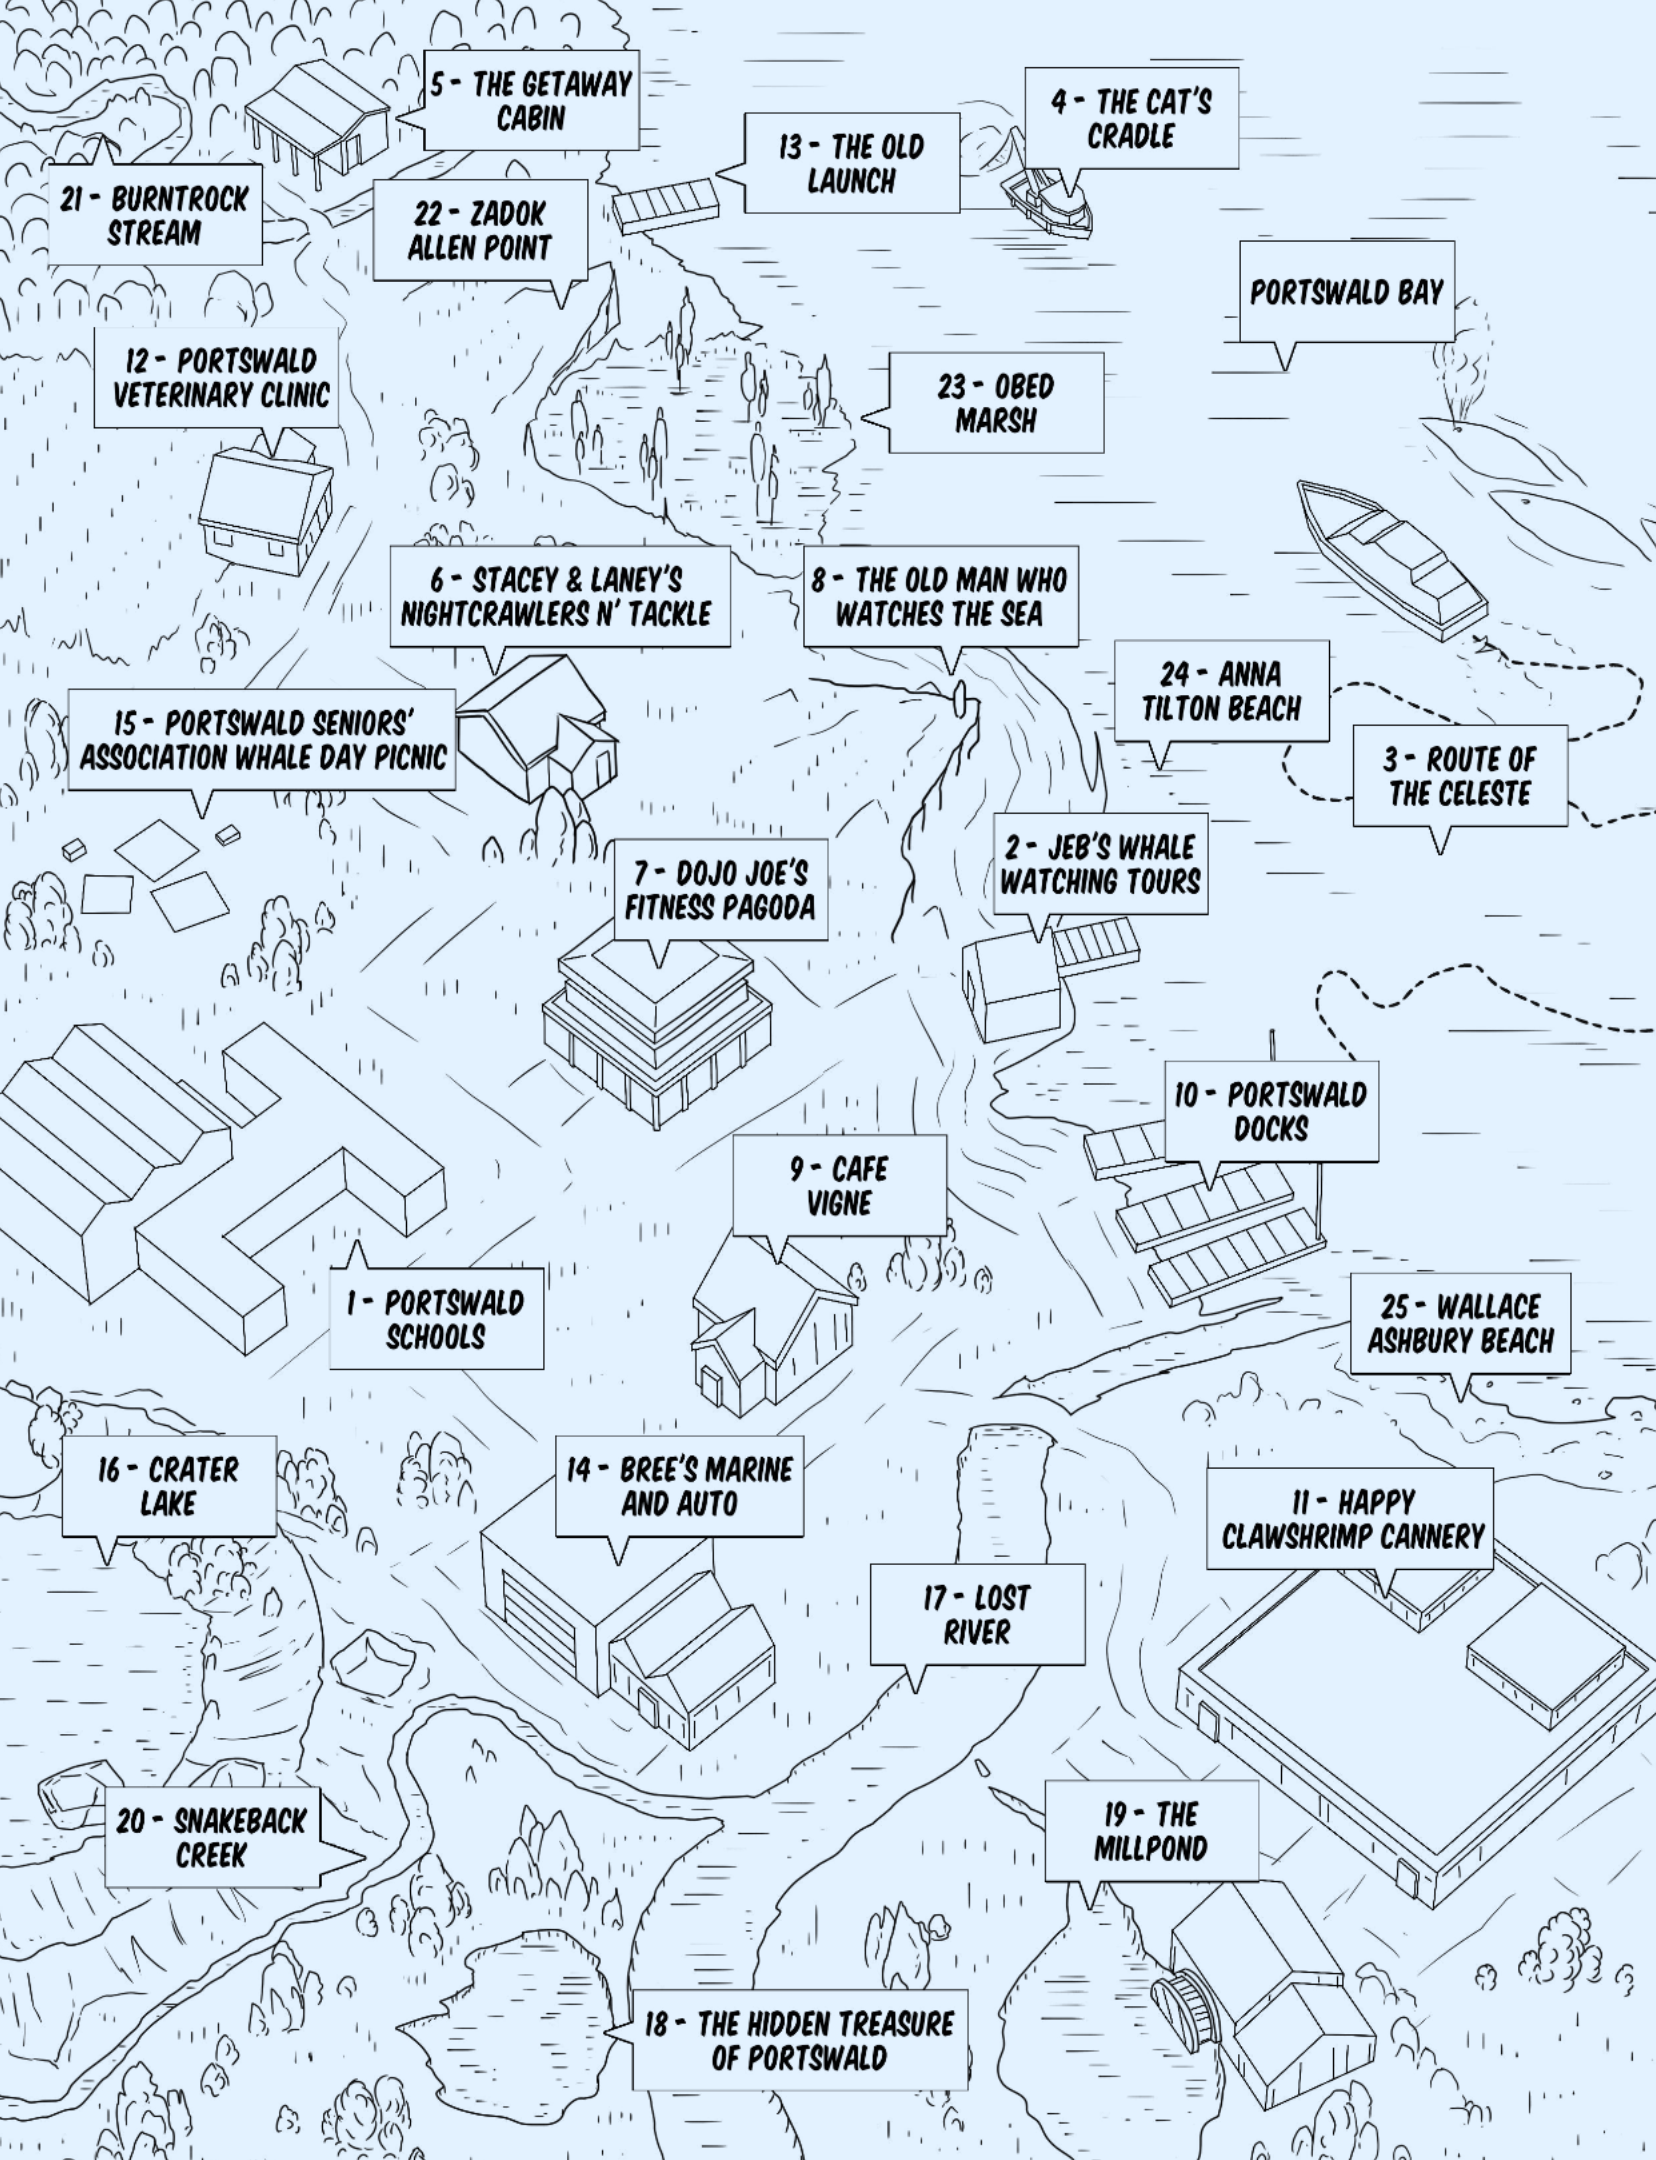 5 - THE GETAWAY
CABIN
4 - THE CAT'S
CRADLE
13 - THE OLD
LAUNCH
21 - BURNTROCK
STREAM
22 - ZADOK
ALLEN POINT
PORTSWALD BAY
12 - PORTSWALD
VETERINARY CLINIC
23 - OBED
MARSH
6 - STACEY & LANEY'S
NIGHTCRAWLERS N' TACKLE
8 - THE OLD MAN WHO
WATCHES THE SEA
24 - ANNA
TILTON BEACH
15 - PORTSWALD SENIORS'
ASSOCIATION WHALE DAY PICNIC
3 - ROUTE OF
THE CELESTE
2 - JEB'S WHALE
WATCHING TOURS
7 - DOJO JOE'S
FITNESS PAGODA
10 - PORTSWALD
DOCKS
9 - CAFE
VIGNE
1 - PORTSWALD
SCHOOLS
25 - WALLACE
ASHBURY BEACH
16 - CRATER
LAKE
14 - BREE'S MARINE
AND AUTO
11 - HAPPY
CLAWSHRIMP CANNERY
17 - LOST
RIVER
20 - SNAKEBACK
CREEK
19 - THE
MILLPOND
18 - THE HIDDEN TREASURE
OF PORTSWALD